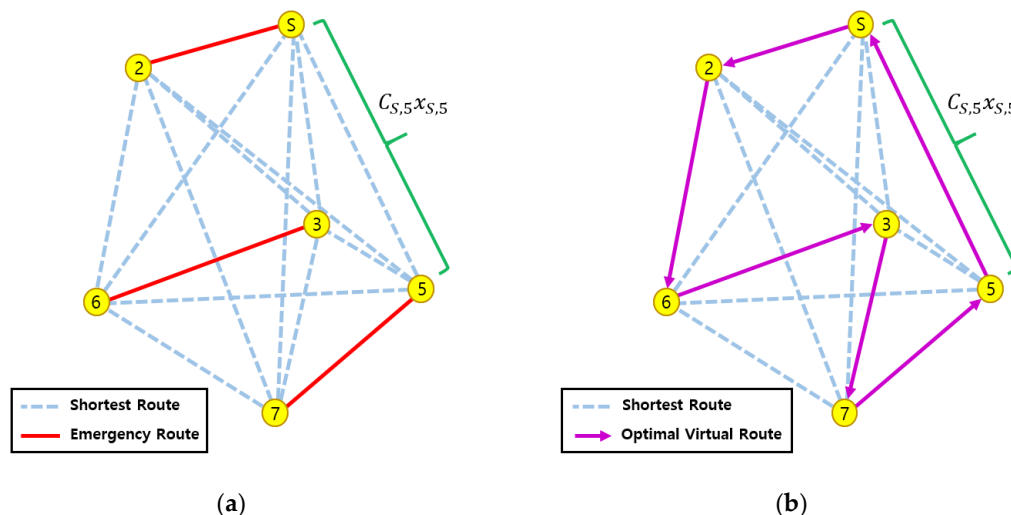 S
2
C_{S,5}x_{S,5}
3
5
6
7
Shortest Route
Emergency Route
(a)
S
2
C_{S,5}x_{S,5}
3
5
6
7
Shortest Route
Optimal Virtual Route
(b)